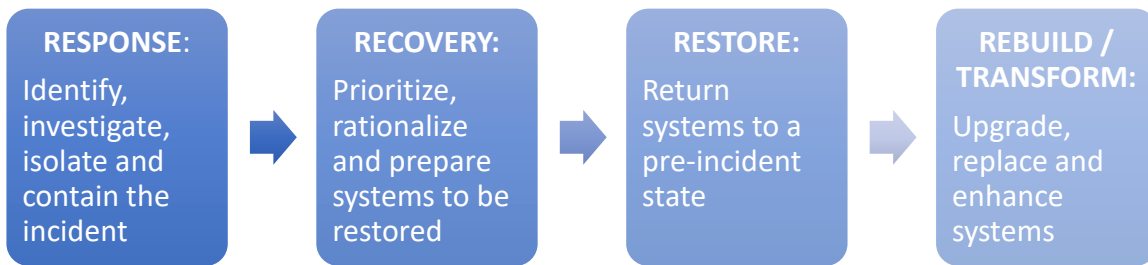 RESPONSE:
Identify,
investigate,
isolate and
contain the
incident
RECOVERY:
Prioritize,
rationalize
and prepare
systems to be
restored
RESTORE:
Return
systems to a
pre-incident
state
REBUILD /
TRANSFORM:
Upgrade,
replace and
enhance
systems